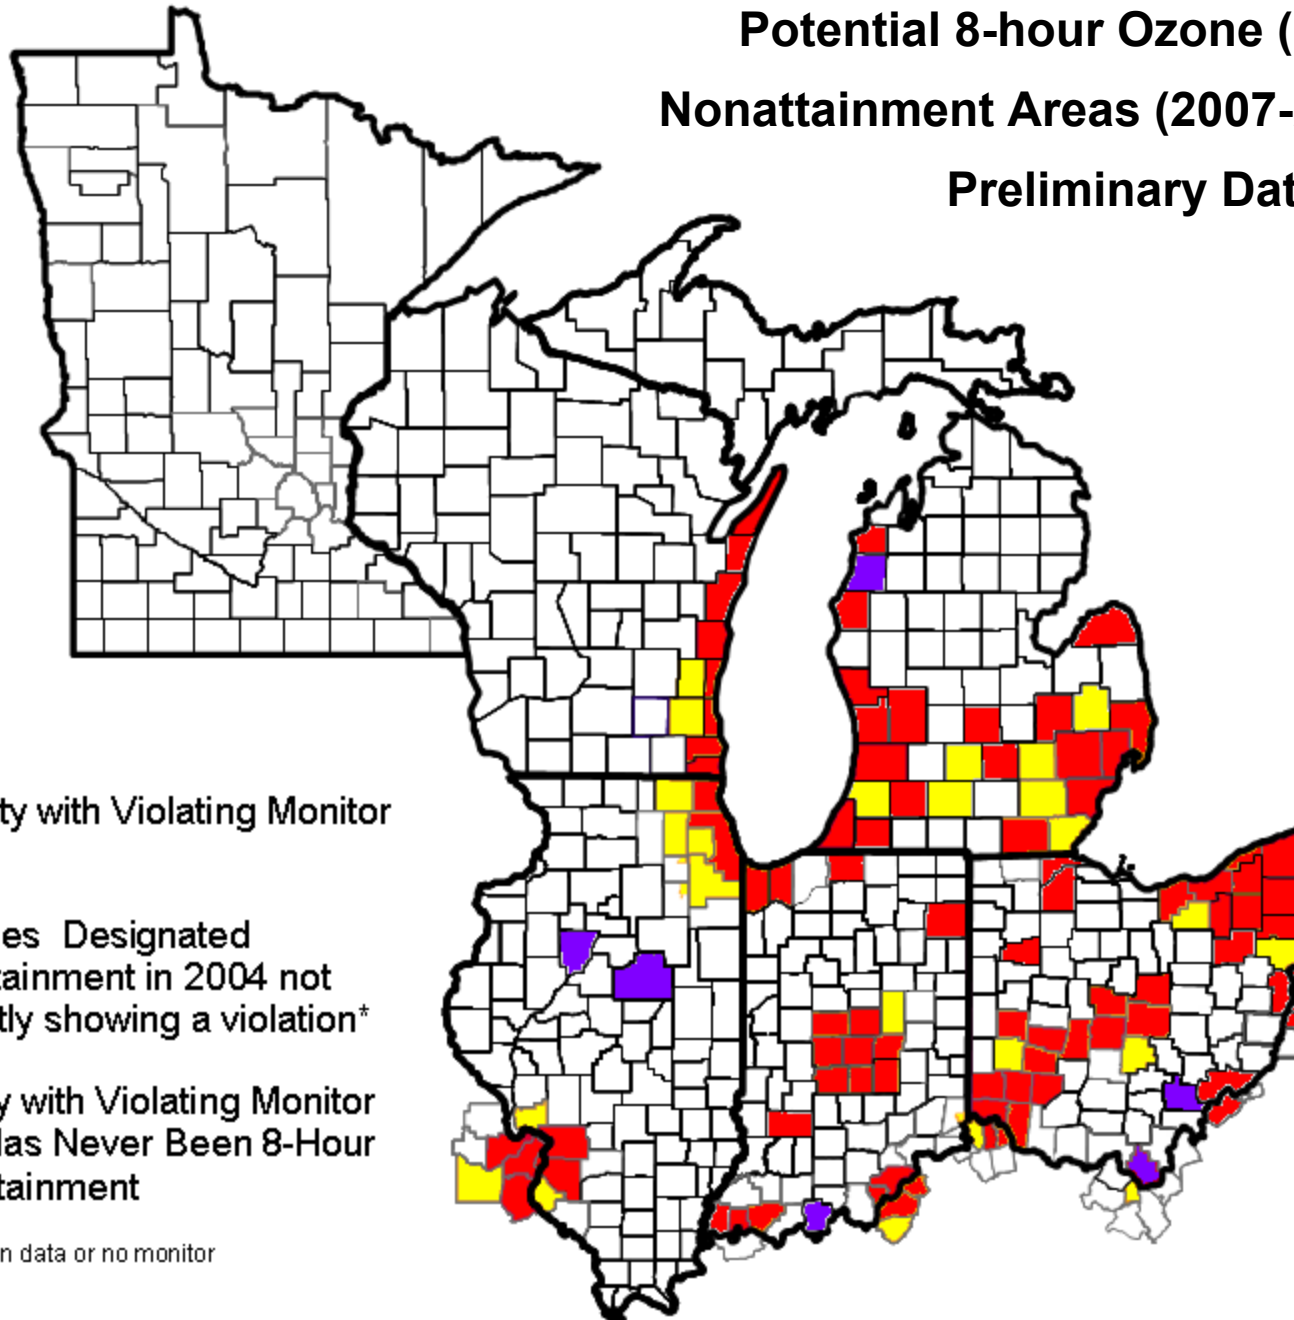 Potential 8-hour Ozone (
Nonattainment Areas (2007-
Preliminary Dat
ty with Violating Monitor
es Designated
tainment in 2004 not
tly showing a violation*
y with Violating Monitor
Has Never Been 8-Hour
tainment
n data or no monitor